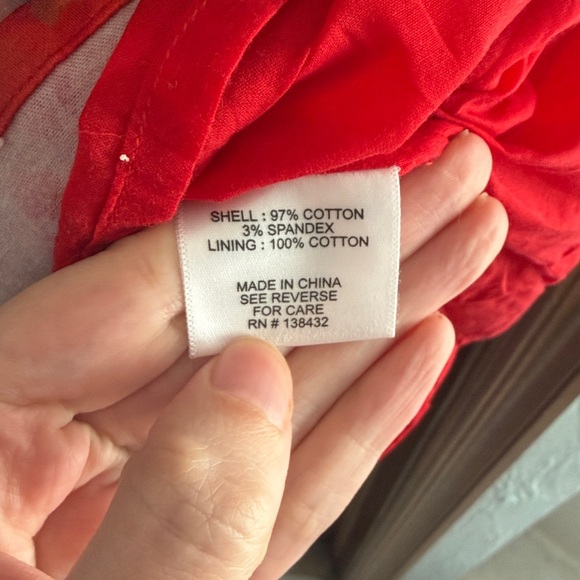 SHELL : 97% COTTON
3% SPANDEX
LINING : 100% COTTON
MADE IN CHINA
SEE REVERSE
FOR CARE
RN # 138432